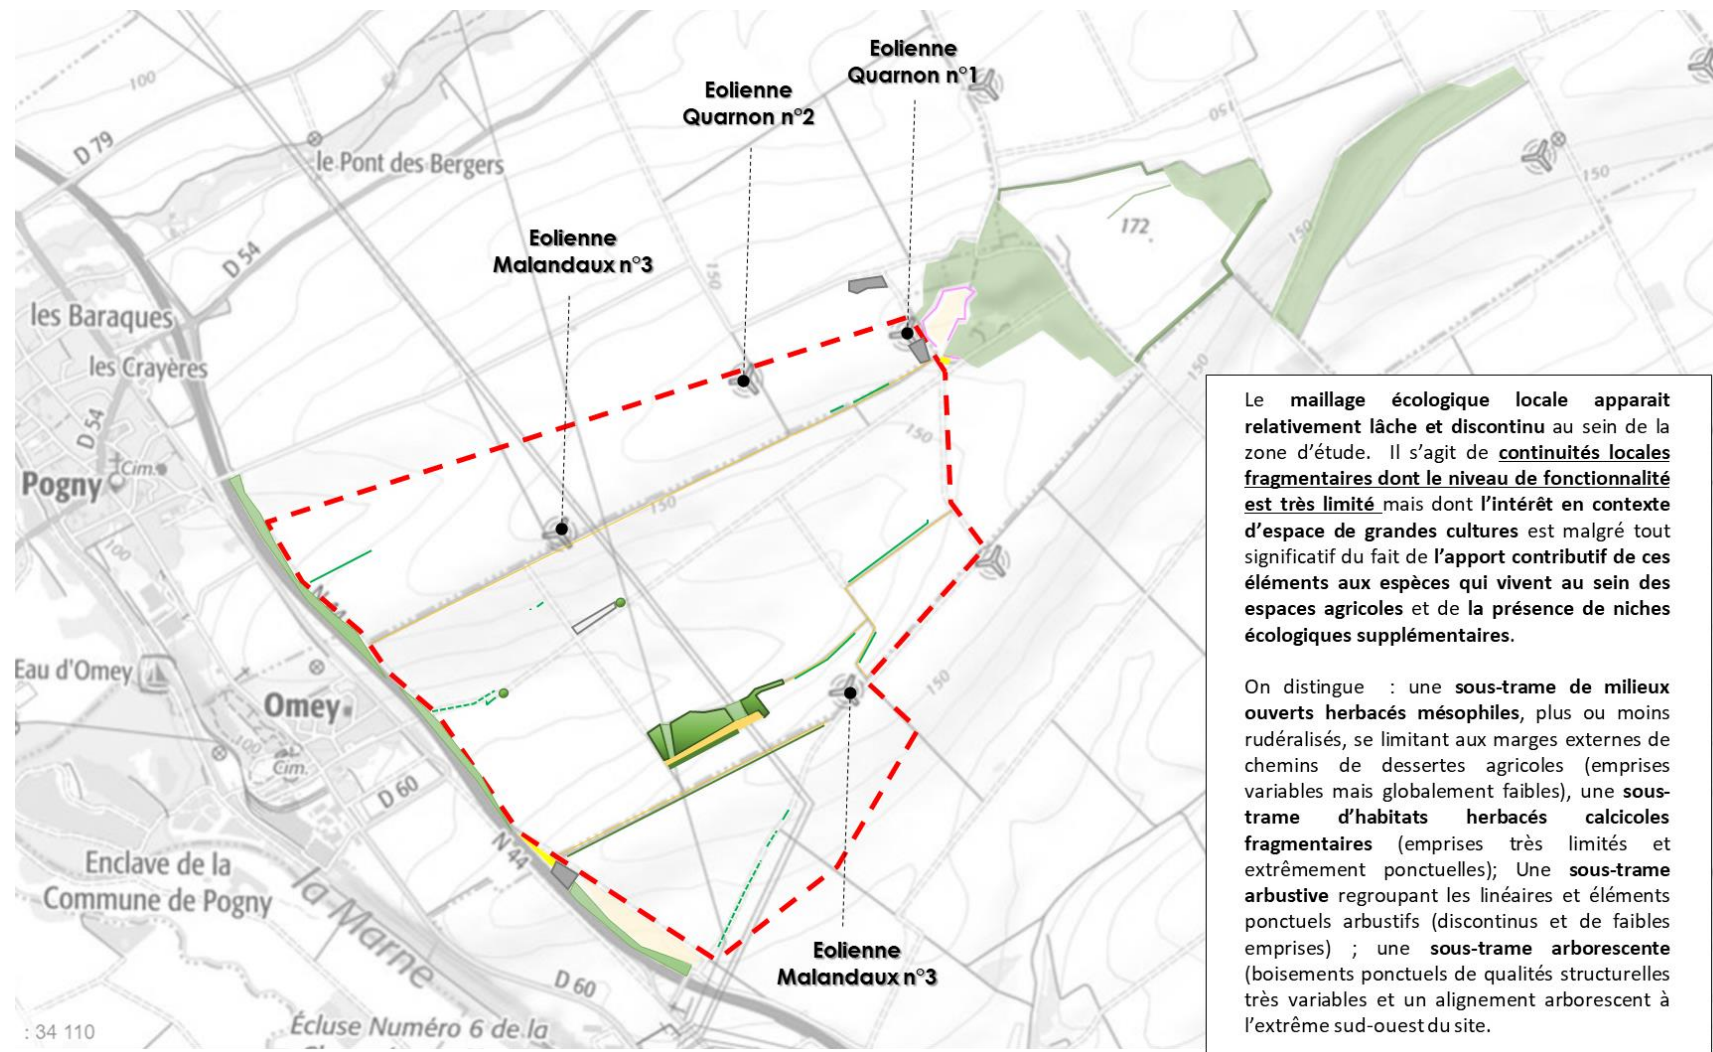 Eolienne
Quarnon n°1
Eolienne
Quarnon n°2
Eolienne
Malandaux n°3
100
D 79
le Pont des Bergers
D 54
150
150
150
172
150
150
les Baraques
les Crayères
D 54
Cim.
Pogny
100
150
150
150
N 44
Eau d'Omey
Omey
100
Cim.
D 60
N 44
Enclave de la
Commune de Pogny
la Marne
D 60
Eolienne
Malandaux n°3
: 34 110
Écluse Numéro 6 de la
Le maillage écologique locale apparait
relativement lâche et discontinu au sein de la
zone d'étude. Il s'agit de continuités locales
fragmentaires dont le niveau de fonctionnalité
est très limité mais dont l'intérêt en contexte
d'espace de grandes cultures est malgré tout
significatif du fait de l'apport contributif de ces
éléments aux espèces qui vivent au sein des
espaces agricoles et de la présence de niches
écologiques supplémentaires.
On distingue : une sous-trame de milieux
ouverts herbacés mésophiles, plus ou moins
rudéralisés, se limitant aux marges externes de
chemins de dessertes agricoles (emprises
variables mais globalement faibles), une sous-
trame d'habitats herbacés calcicoles
fragmentaires (emprises très limités et
extrêmement ponctuelles); Une sous-trame
arbustive regroupant les linéaires et éléments
ponctuels arbustifs (discontinus et de faibles
emprises) ; une sous-trame arborescente
(boisements ponctuels de qualités structurelles
très variables et un alignement arborescent à
l'extrême sud-ouest du site.